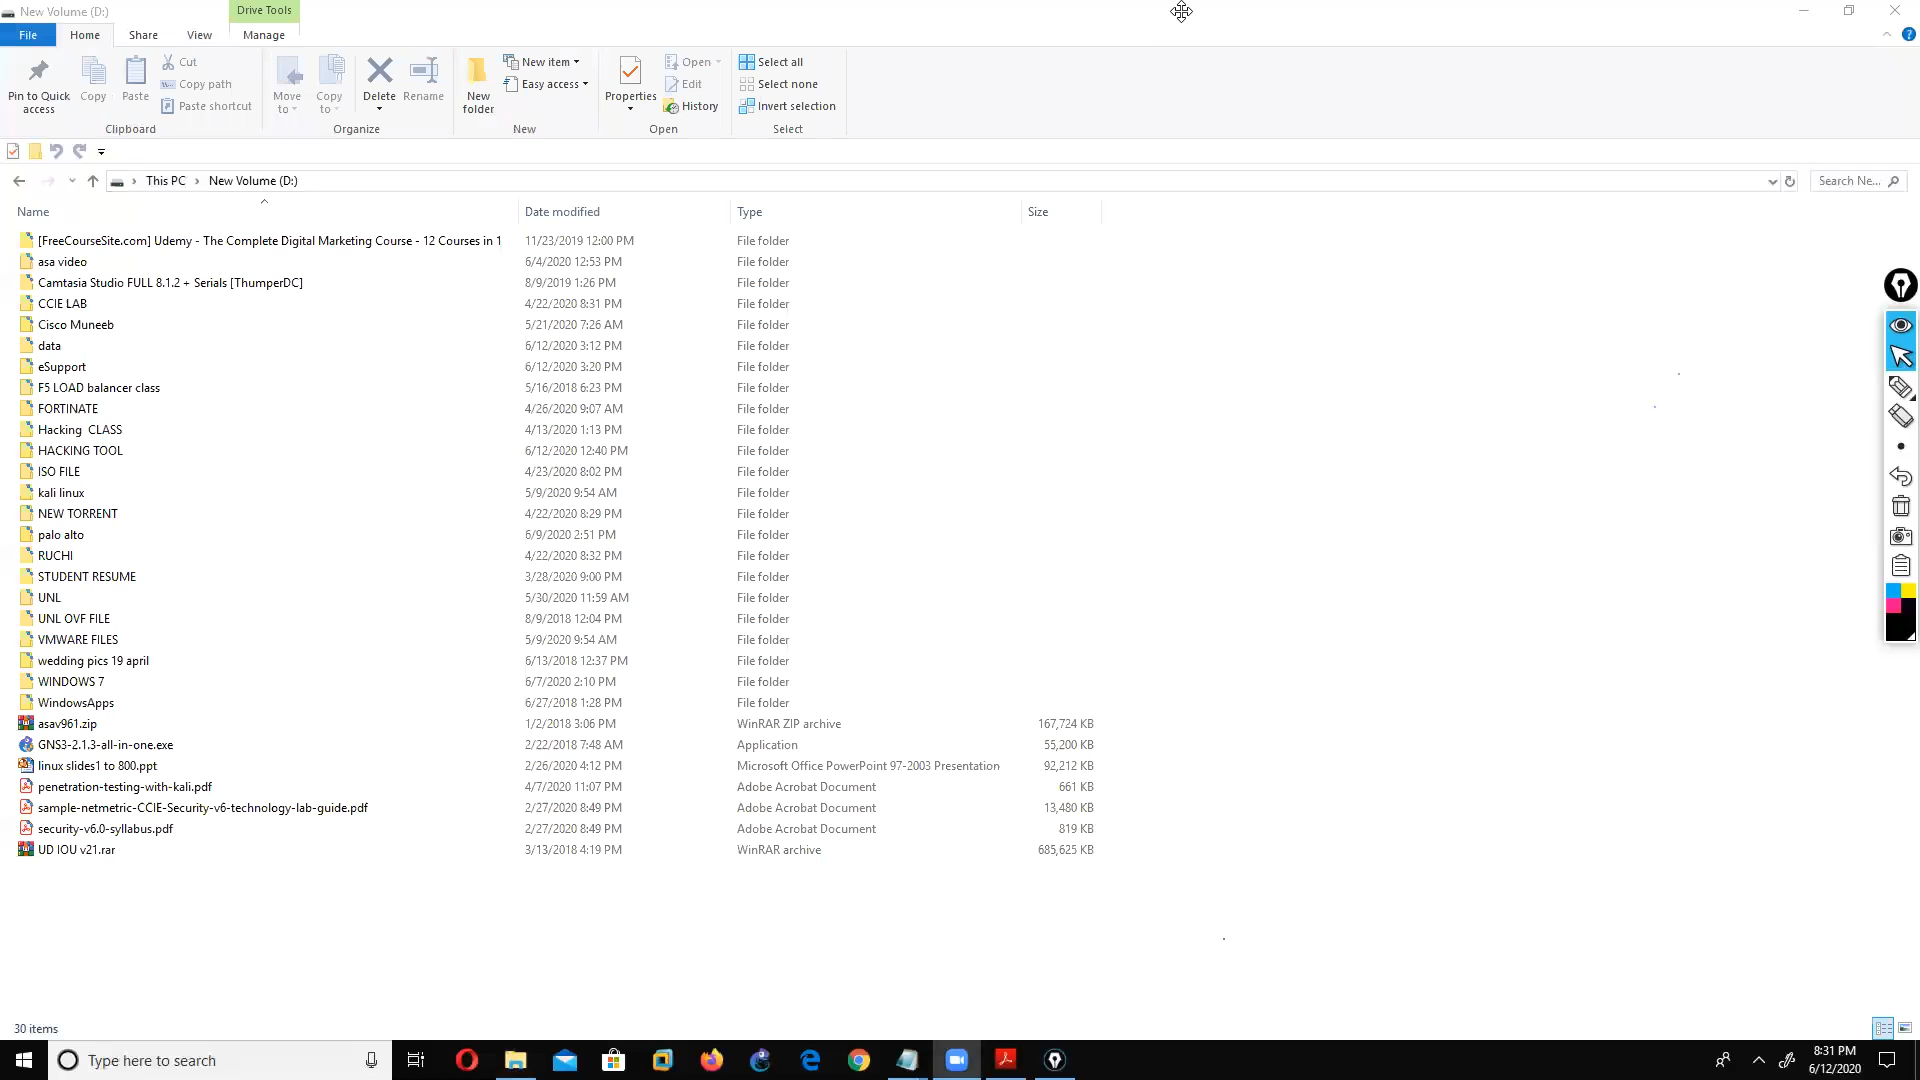 New Volume (D:)
Drive Tools
File Home Share View Manage
Pin to Quick access
Copy
Paste
Cut
Copy path
Paste shortcut
Clipboard
Move to
Copy to
Delete
Rename
Organize
New folder
New item
Easy access
New
Properties
Open
Edit
History
Open
Select all
Select none
Invert selection
Select
This PC > New Volume (D:)
Search Ne...
Name Date modified Type Size
[FreeCourseSite.com] Udemy - The Complete Digital Marketing Course - 12 Courses in 1 11/23/2019 12:00 PM File folder
asa video 6/4/2020 12:53 PM File folder
Camtasia Studio FULL 8.1.2 + Serials [ThumperDC] 8/9/2019 1:26 PM File folder
CCIE LAB 4/22/2020 8:31 PM File folder
Cisco Muneeb 5/21/2020 7:26 AM File folder
data 6/12/2020 3:12 PM File folder
eSupport 6/12/2020 3:20 PM File folder
F5 LOAD balancer class 5/16/2018 6:23 PM File folder
FORTINATE 4/26/2020 9:07 AM File folder
Hacking  CLASS 4/13/2020 1:13 PM File folder
HACKING TOOL 6/12/2020 12:40 PM File folder
ISO FILE 4/23/2020 8:02 PM File folder
kali linux 5/9/2020 9:54 AM File folder
NEW TORRENT 4/22/2020 8:29 PM File folder
palo alto 6/9/2020 2:51 PM File folder
RUCHI 4/22/2020 8:32 PM File folder
STUDENT RESUME 3/28/2020 9:00 PM File folder
UNL 5/30/2020 11:59 AM File folder
UNL OVF FILE 8/9/2018 12:04 PM File folder
VMWARE FILES 5/9/2020 9:54 AM File folder
wedding pics 19 april 6/13/2018 12:37 PM File folder
WINDOWS 7 6/7/2020 2:10 PM File folder
WindowsApps 6/27/2018 1:28 PM File folder
asav961.zip 1/2/2018 3:06 PM WinRAR ZIP archive 167,724 KB
GNS3-2.1.3-all-in-one.exe 2/22/2018 7:48 AM Application 55,200 KB
linux slides1 to 800.ppt 2/26/2020 4:12 PM Microsoft Office PowerPoint 97-2003 Presentation 92,212 KB
penetration-testing-with-kali.pdf 4/7/2020 11:07 PM Adobe Acrobat Document 661 KB
sample-netmetric-CCIE-Security-v6-technology-lab-guide.pdf 2/27/2020 8:49 PM Adobe Acrobat Document 13,480 KB
security-v6.0-syllabus.pdf 2/27/2020 8:49 PM Adobe Acrobat Document 819 KB
UD IOU v21.rar 3/13/2018 4:19 PM WinRAR archive 685,625 KB
30 items
Type here to search
8:31 PM
6/12/2020